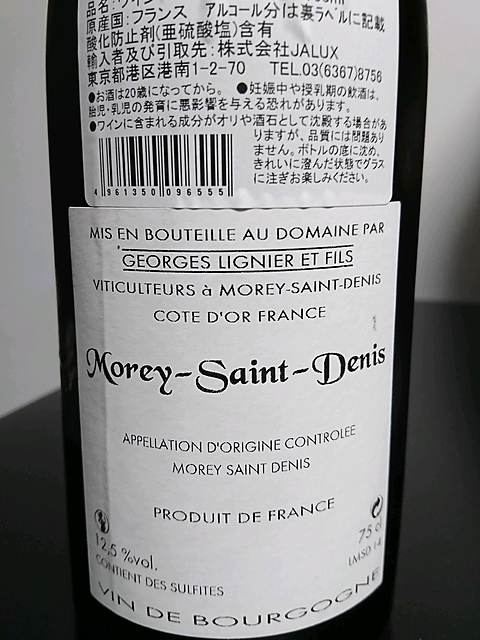 品名:ワイン
原産国:フランス アルコール分は裏ラベルに記載
酸化防止剤(亜硫酸塩)含有
輸入者及び引取先:株式会社JALUX
東京都港区港南1-2-70 TEL.03(6367)8756
●お酒は20歳になってから。 ●妊娠中や授乳期の飲酒は、
胎児・乳児の発育に悪影響を与える恐れがあります。
●ワインに含まれる成分がオリや酒石として沈殿する場合があ
りますが、品質には問題あり
ません。ボトルの底に沈め、
きれいに澄んだ状態でグラス
に注ぎお楽しみください。
4 961350 096555
MIS EN BOUTEILLE AU DOMAINE PAR
GEORGES LIGNIER ET FILS
VITICULTEURS à MOREY-SAINT-DENIS
COTE D'OR FRANCE
Morey-Saint-Denis
APPELLATION D'ORIGINE CONTROLEE
MOREY SAINT DENIS
PRODUIT DE FRANCE
12,5 %vol.
75 cl
CONTIENT DES SULFITES
LMSD 14
VIN DE BOURGOGNE